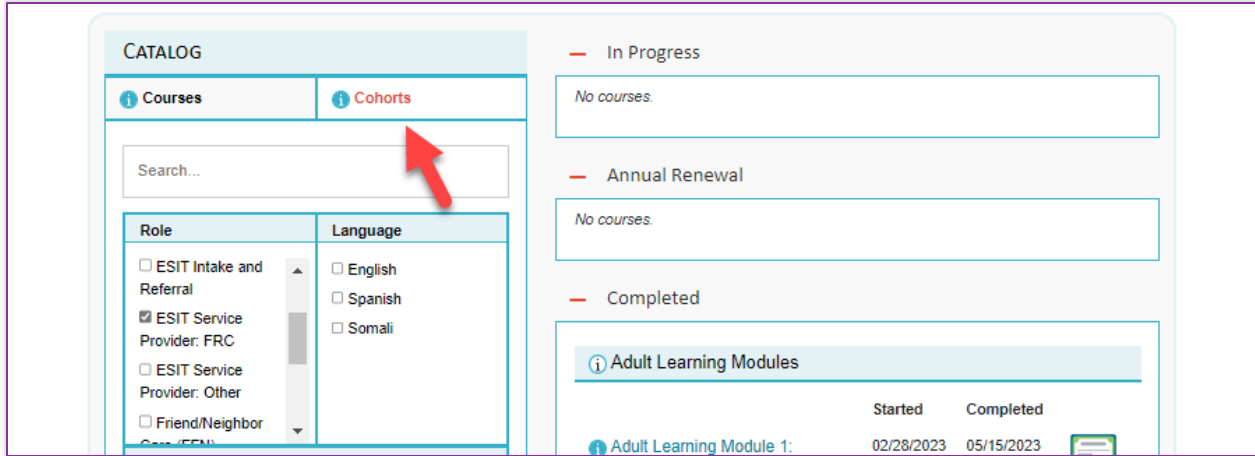 CATALOG
Courses
Cohorts
Search...
Role
Language
ESIT Intake and
Referral
ESIT Service
Provider: FRC
ESIT Service
Provider: Other
Friend/Neighbor
Care (FFN)
English
Spanish
Somali
In Progress
No courses.
Annual Renewal
No courses.
Completed
Adult Learning Modules
Started Completed
Adult Learning Module 1: 02/28/2023 05/15/2023